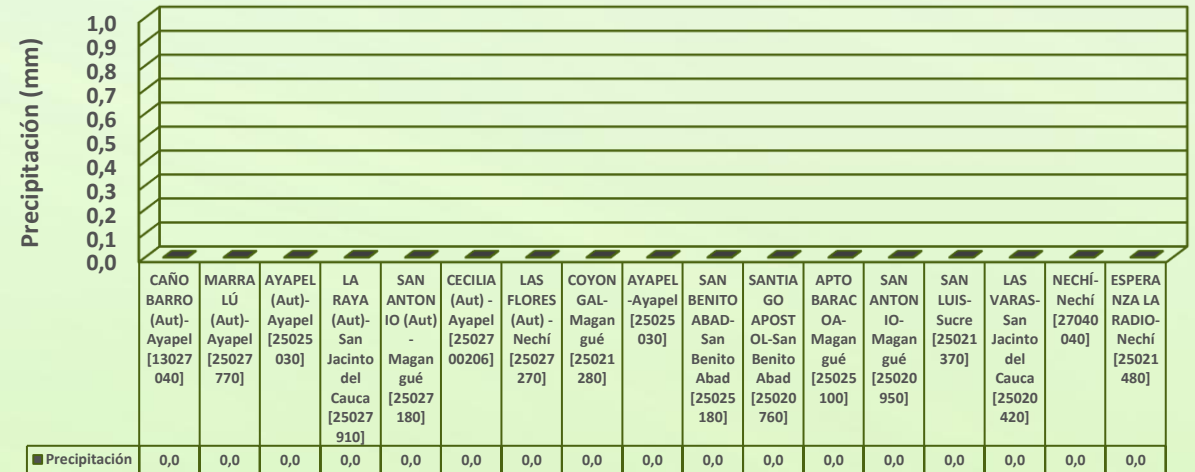 Precipitación (mm)
1,0
0,9
0,8
0,7
0,6
0,5
0,4
0,3
0,2
0,1
0,0
CAÑO
BARRO
(Aut)-
Ayapel
[13027
040]
MARRA
LÚ
(Aut)-
Ayapel
[25027
770]
AYAPEL
(Aut)-
Ayapel
[25025
030]
LA
RAYA
(Aut)-
San
Jacinto
del
Cauca
[25027
910]
SAN
ANTON
IO (Aut)
-
Magan
gué
[25027
180]
CECILIA
(Aut) -
Ayapel
[25027
00206]
LAS
FLORES
(Aut) -
Nechí
[25027
270]
COYON
GAL-
Magan
gué
[25021
280]
AYAPEL
-Ayapel
[25025
030]
SAN
BENITO
ABAD-
San
Benito
Abad
[25025
180]
SANTIA
GO
APOST
OL-San
Benito
Abad
[25020
760]
APTO
BARAC
OA-
Magan
gué
[25025
100]
SAN
ANTON
IO-
Magan
gué
[25020
950]
SAN
LUIS-
Sucre
[25021
370]
LAS
VARAS-
San
Jacinto
del
Cauca
[25020
420]
NECHÍ-
Nechí
[27040
040]
ESPERA
NZA LA
RADIO-
Nechí
[25021
480]
Precipitación 0,0 0,0 0,0 0,0 0,0 0,0 0,0 0,0 0,0 0,0 0,0 0,0 0,0 0,0 0,0 0,0 0,0